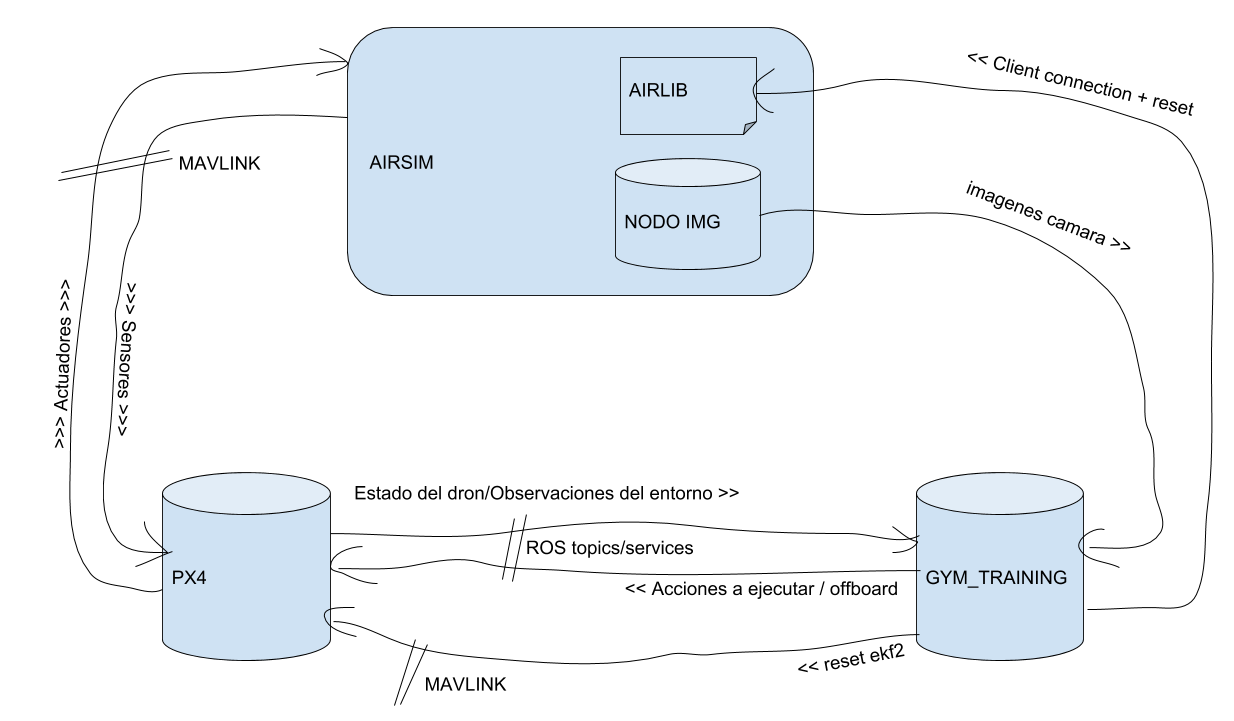 << Client connection + reset
AIRLIB
MAVLINK
AIRSIM
NODO IMG
imagenes camara >>
>>> Actuadores >>>
>>> Sensores >>>
Estado del dron/Observaciones del entorno >>
ROS topics/services
PX4
GYM_TRAINING
<< Acciones a ejecutar / offboard
<< reset ekf2
MAVLINK